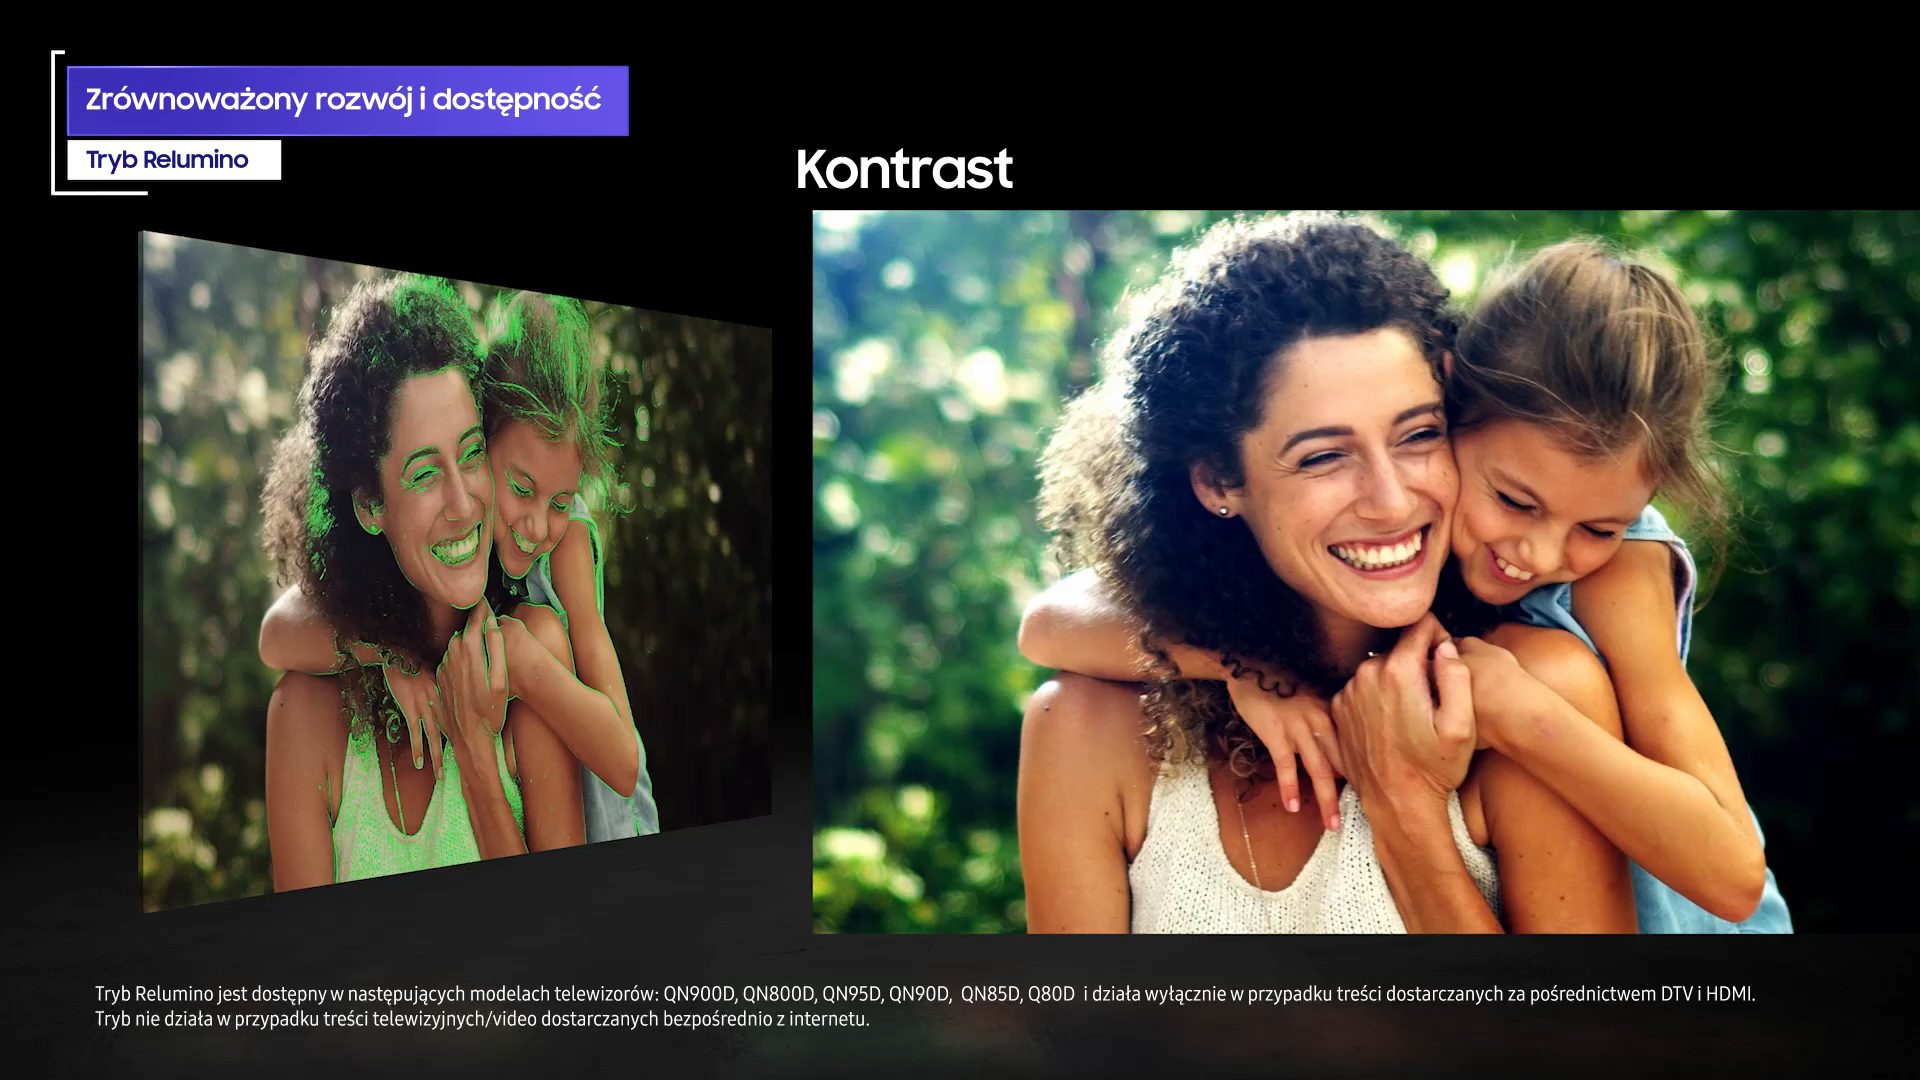 Zrównoważony rozwój i dostępność
Tryb Relumino
Kontrast
Tryb Relumino jest dostępny w następujących modelach telewizorów: QN900D, QN800D, QN95D, QN90D, QN85D, Q80D i działa wyłącznie w przypadku treści dostarczanych za pośrednictwem DTV i HDMI.
Tryb nie działa w przypadku treści telewizyjnych/video dostarczanych bezpośrednio z internetu.